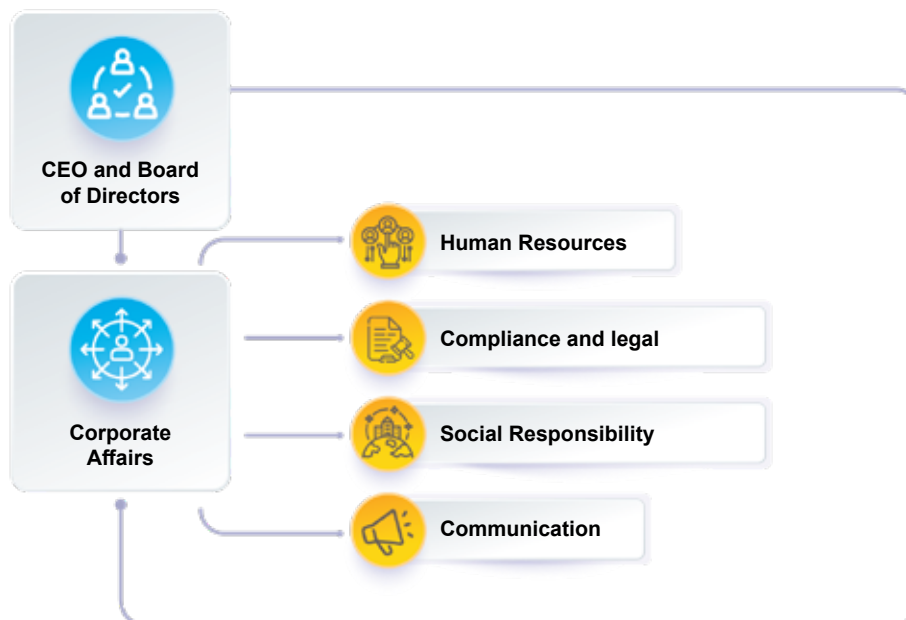 CEO and Board
of Directors
Human Resources
Compliance and legal
Corporate
Affairs
Social Responsibility
Communication